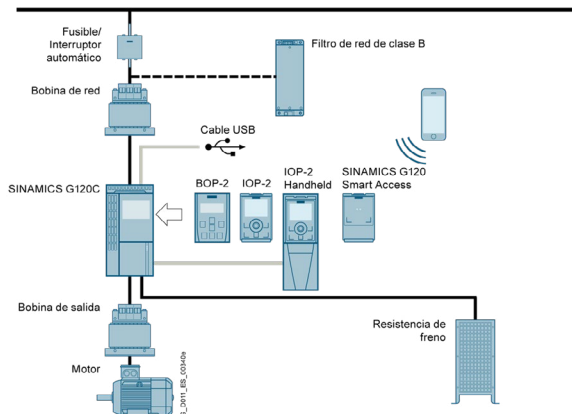 Fusible/
Interruptor
automático
Filtro de red de clase B
Bobina de red
Cable USB
SINAMICS G120C
BOP-2
IOP-2
IOP-2
Handheld
SINAMICS G120
Smart Access
Bobina de salida
Resistencia de
freno
Motor